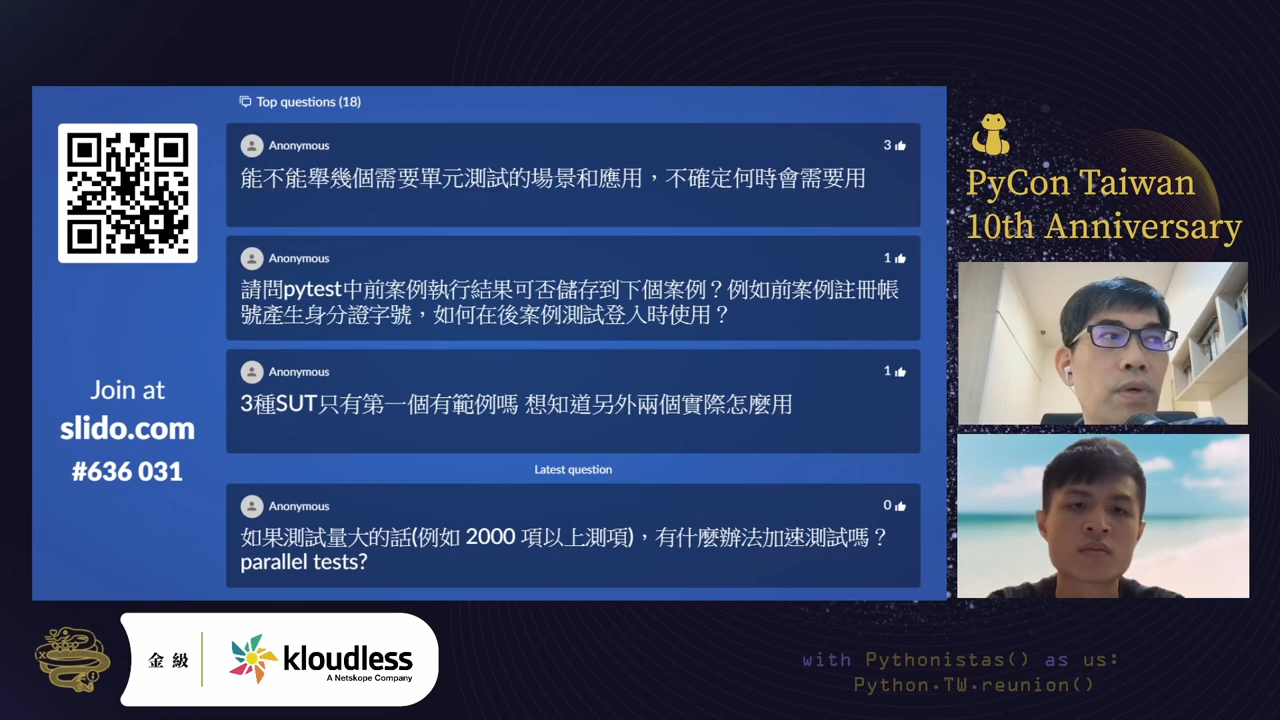 Top questions (18)
Anonymous
3
能不能舉幾個需要單元測試的場景和應用，不確定何時會需要用
Anonymous
1
請問pytest中前案例執行結果可否儲存到下個案例？例如前案例註冊帳
號產生身分證字號，如何在後案例測試登入時使用？
Anonymous
1
3種SUT只有第一個有範例嗎 想知道另外兩個實際怎麼用
Latest question
Anonymous
0
如果測試量大的話(例如 2000 項以上測項)，有什麼辦法加速測試嗎？
parallel tests?
Join at
slido.com
#636 031
PyCon Taiwan
10th Anniversary
金級
kloudless
A Netskope Company
with Pythonistas() as us:
Python.TW.reunion()